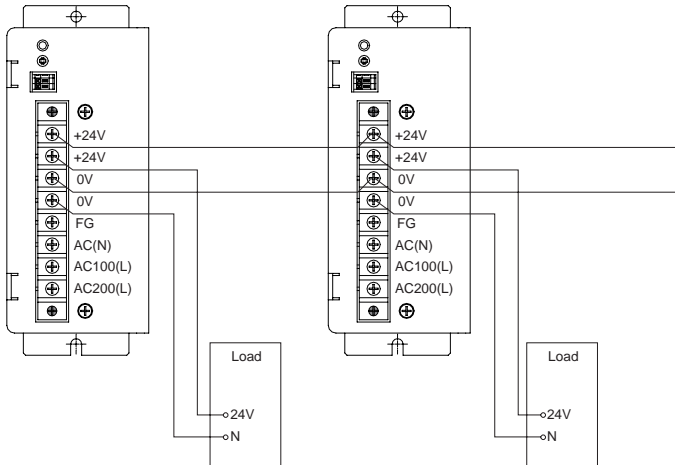 +24V
+24V
0V
0V
FG
AC(N)
AC100(L)
AC200(L)
+24V
+24V
0V
0V
FG
AC(N)
AC100(L)
AC200(L)
Load
24V
N
Load
24V
N